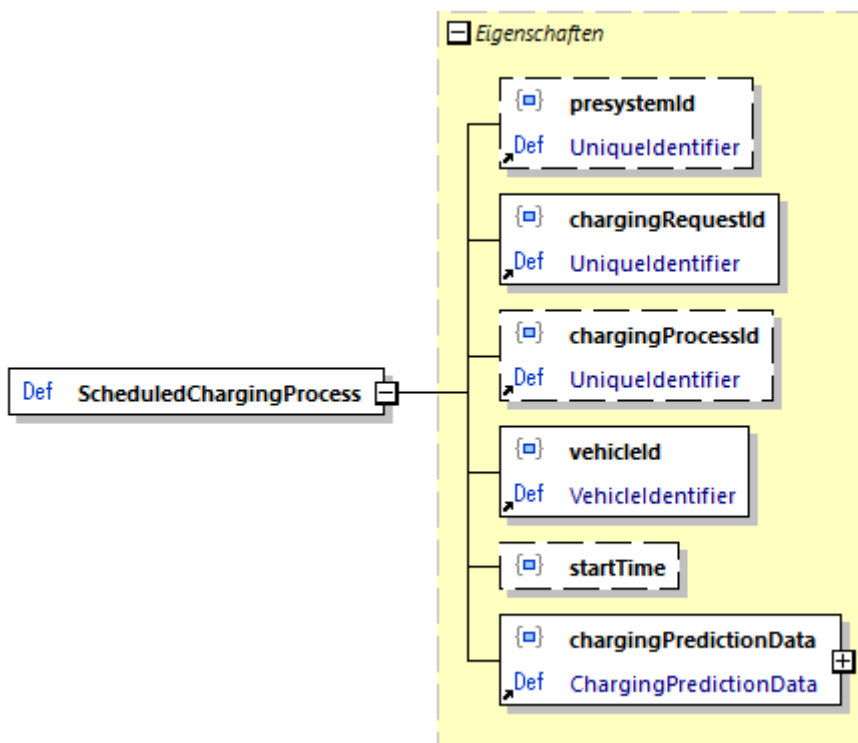 Eigenschaften
presystemId
Def UniqueIdentifier
chargingRequestId
Def UniqueIdentifier
chargingProcessId
Def UniqueIdentifier
Def ScheduledChargingProcess
vehicleId
Def VehicleIdentifier
startTime
chargingPredictionData
Def ChargingPredictionData